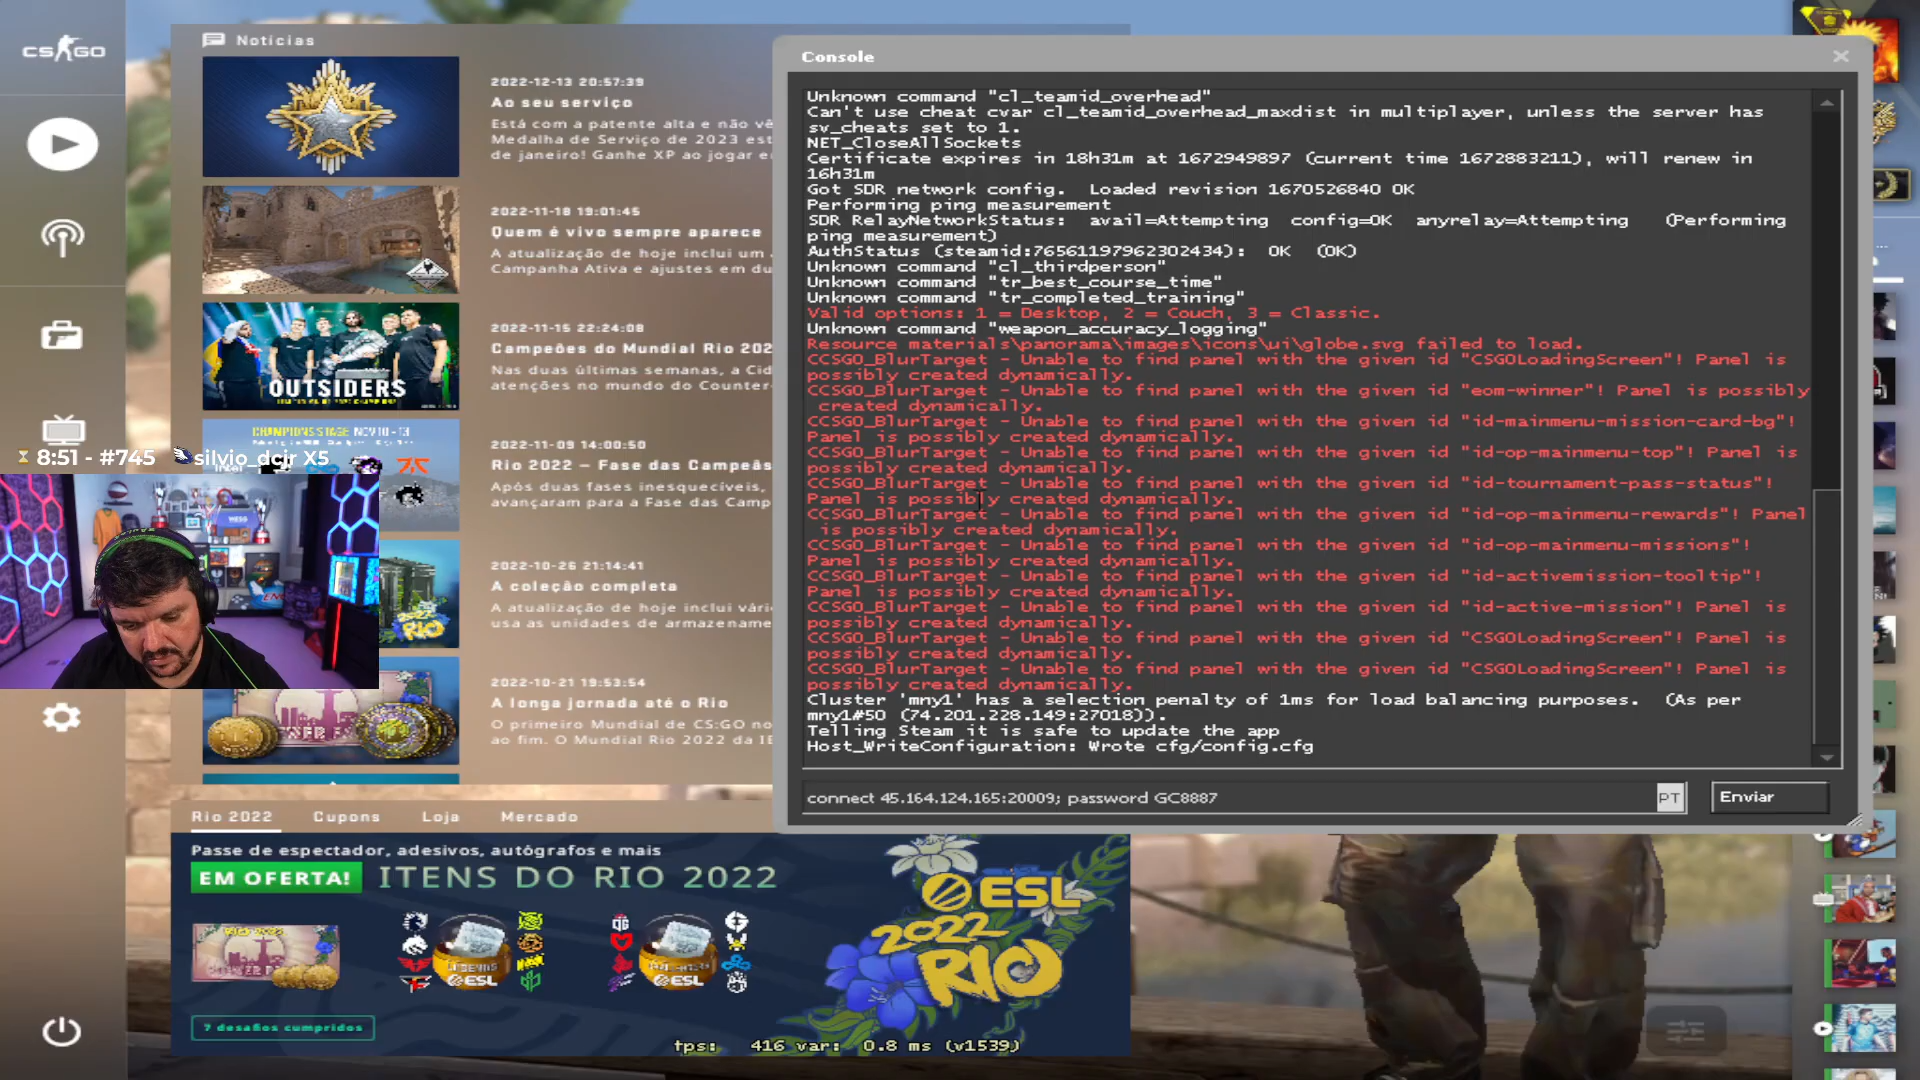 CS:GO
Notícias
2022-12-13 20:57:39
Ao seu serviço
Está com a patente alta e não vê
Medalha de Serviço de 2023 est
de janeiro! Ganhe XP ao jogar e
2022-11-18 19:01:45
Quem é vivo sempre aparece
A atualização de hoje inclui um
Campanha Ativa e ajustes em du
OUTSIDERS
2022-11-15 22:24:08
Campeões do Mundial Rio 202
Nas duas últimas semanas, a Cid
atenções no mundo do Counter-
CHAMPIONS STAGE NOV 10 - 13
2022-11-09 14:00:50
Rio 2022 – Fase das Campeãs
Após duas fases inesquecíveis,
avançaram para a Fase das Camp
8:51 - #745 silvio_dcjr X5
2022-10-26 21:14:41
A coleção completa
A atualização de hoje inclui vári
usa as unidades de armazename
2022-10-21 19:53:54
A longa jornada até o Rio
O primeiro Mundial de CS:GO no
ao fim. O Mundial Rio 2022 da IE
Console
Unknown command "cl_teamid_overhead"
Can't use cheat cvar cl_teamid_overhead_maxdist in multiplayer, unless the server has
sv_cheats set to 1.
NET_CloseAllSockets
Certificate expires in 18h31m at 1672949897 (current time 1672883211), will renew in
16h31m
Got SDR network config.  Loaded revision 1670526840 OK
Performing ping measurement
SDR RelayNetworkStatus:  avail=Attempting  config=OK  anyrelay=Attempting   (Performing
ping measurement)
AuthStatus (steamid:76561197962302434):  OK  (OK)
Unknown command "cl_thirdperson"
Unknown command "tr_best_course_time"
Unknown command "tr_completed_training"
Valid options: 1 = Desktop, 2 = Couch, 3 = Classic.
Unknown command "weapon_accuracy_logging"
Resource materials\panorama\images\icons\ui\globe.svg failed to load.
CCSGO_BlurTarget - Unable to find panel with the given id "CSGOLoadingScreen"! Panel is
possibly created dynamically.
CCSGO_BlurTarget - Unable to find panel with the given id "eom-winner"! Panel is possibly
created dynamically.
CCSGO_BlurTarget - Unable to find panel with the given id "id-mainmenu-mission-card-bg"!
Panel is possibly created dynamically.
CCSGO_BlurTarget - Unable to find panel with the given id "id-op-mainmenu-top"! Panel is
possibly created dynamically.
CCSGO_BlurTarget - Unable to find panel with the given id "id-tournament-pass-status"!
Panel is possibly created dynamically.
CCSGO_BlurTarget - Unable to find panel with the given id "id-op-mainmenu-rewards"! Panel
is possibly created dynamically.
CCSGO_BlurTarget - Unable to find panel with the given id "id-op-mainmenu-missions"!
Panel is possibly created dynamically.
CCSGO_BlurTarget - Unable to find panel with the given id "id-activemission-tooltip"!
Panel is possibly created dynamically.
CCSGO_BlurTarget - Unable to find panel with the given id "id-active-mission"! Panel is
possibly created dynamically.
CCSGO_BlurTarget - Unable to find panel with the given id "CSGOLoadingScreen"! Panel is
possibly created dynamically.
CCSGO_BlurTarget - Unable to find panel with the given id "CSGOLoadingScreen"! Panel is
possibly created dynamically.
Cluster 'mny1' has a selection penalty of 1ms for load balancing purposes.  (As per
mny1#50 (74.201.228.149:27018)).
Telling Steam it is safe to update the app
Host_WriteConfiguration: Wrote cfg/config.cfg
connect 45.164.124.165:20009; password GC8887
PT
Enviar
Rio 2022 Cupons Loja Mercado
Passe de espectador, adesivos, autógrafos e mais
EM OFERTA! ITENS DO RIO 2022
ESL
ESL
ESL
2022
RIO
7 desafios cumpridos
fps: 416 var: 0.8 ms (v1539)